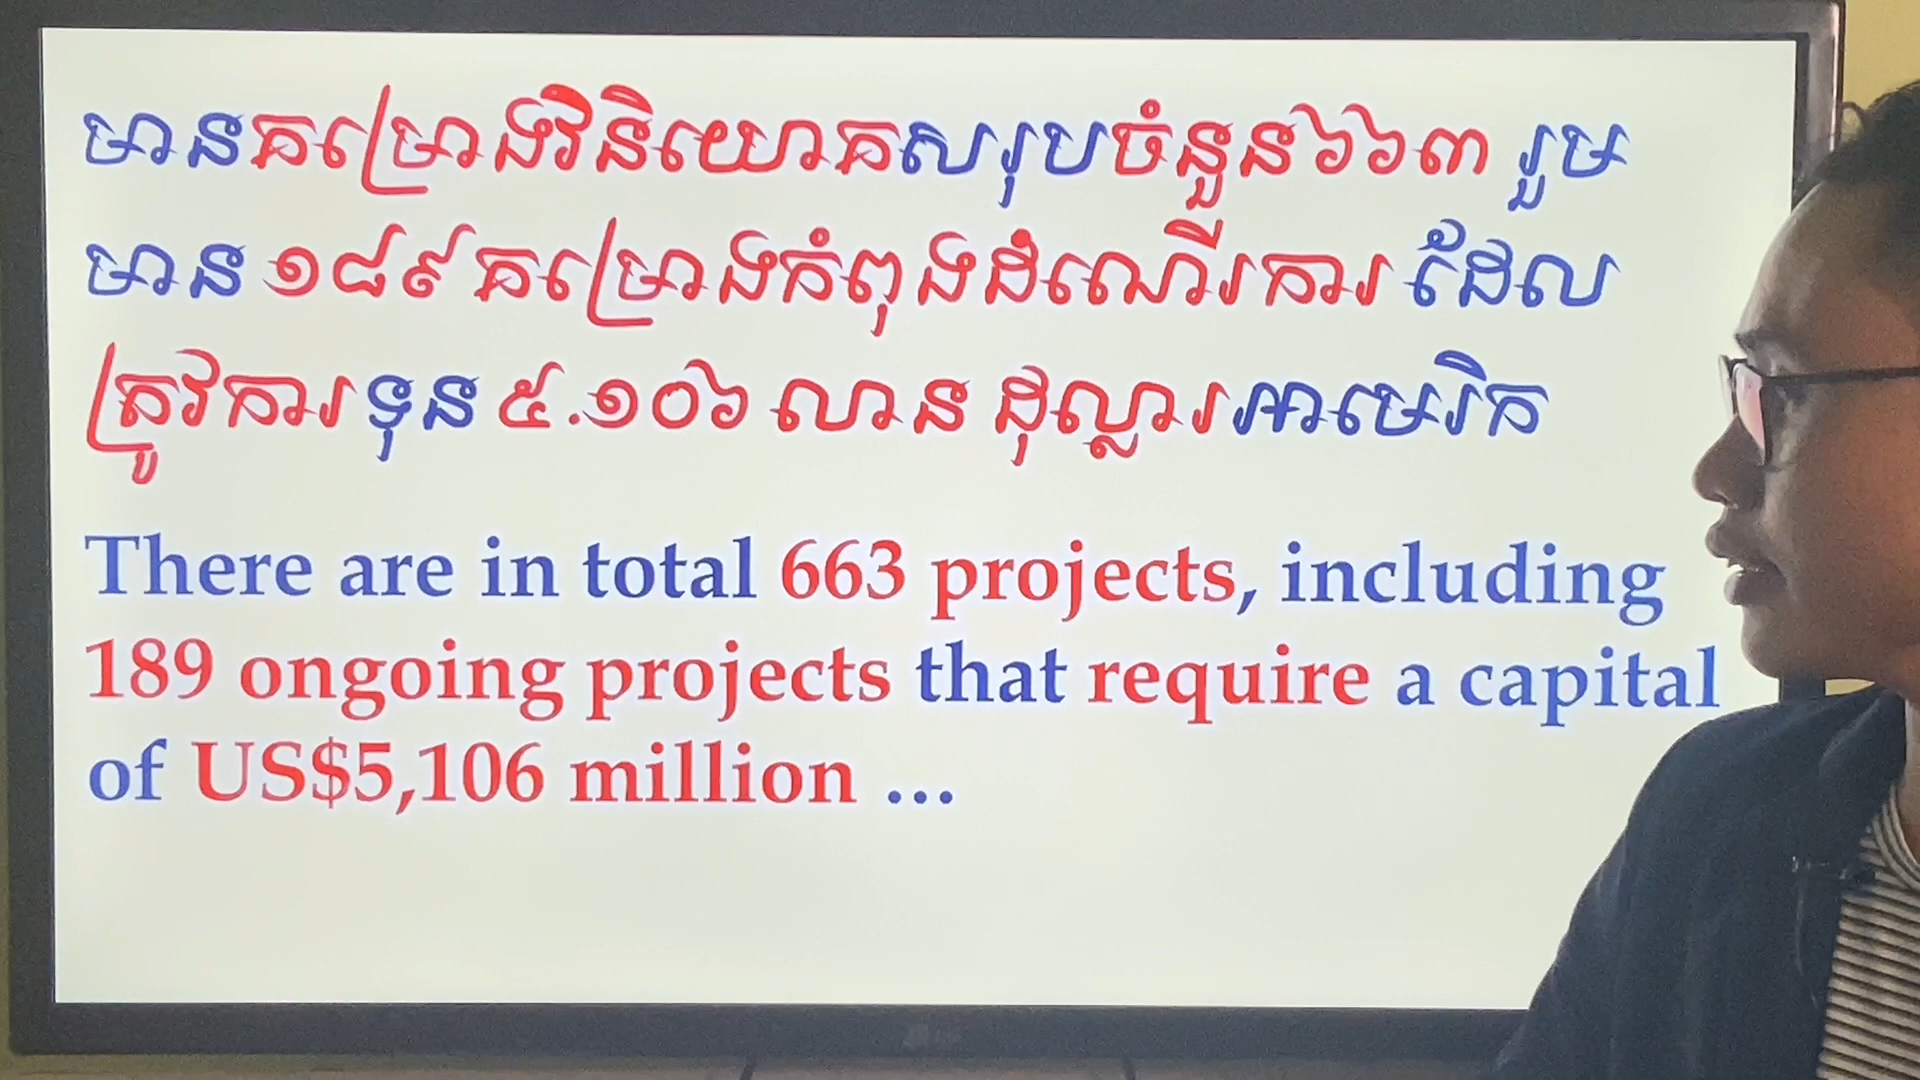 មានគម្រោងវិនិយោគសរុបចំនួន៦៦៣ រួម
មាន ១៨៩ គម្រោងកំពុងដំណើរការ ដែល
ត្រូវការ ទុន ៥.១០៦ លាន ដុល្លារអាមេរិក
There are in total 663 projects, including
189 ongoing projects that require a capital
of US$5,106 million ...